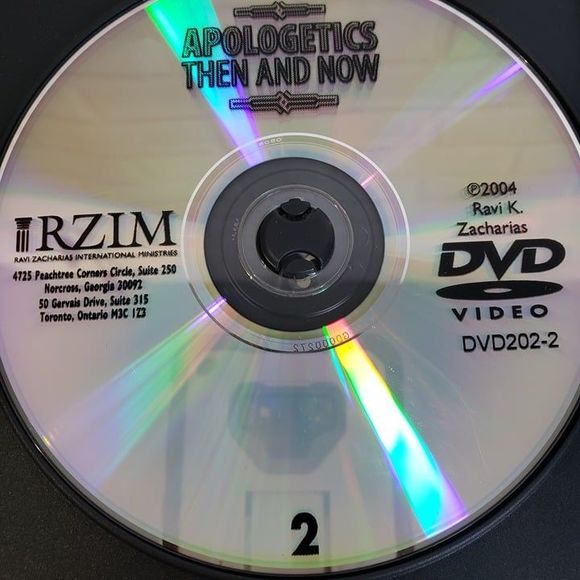 APOLOGETICS
THEN AND NOW
RZIM
RAVI ZACHARIAS INTERNATIONAL MINISTRIES
4725 Peachtree Corners Circle, Suite 250
Norcross, Georgia 30092
50 Gervais Drive, Suite 315
Toronto, Ontario M3C 1Z3
℗2004
Ravi K.
Zacharias
DVD
VIDEO
DVD202-2
2